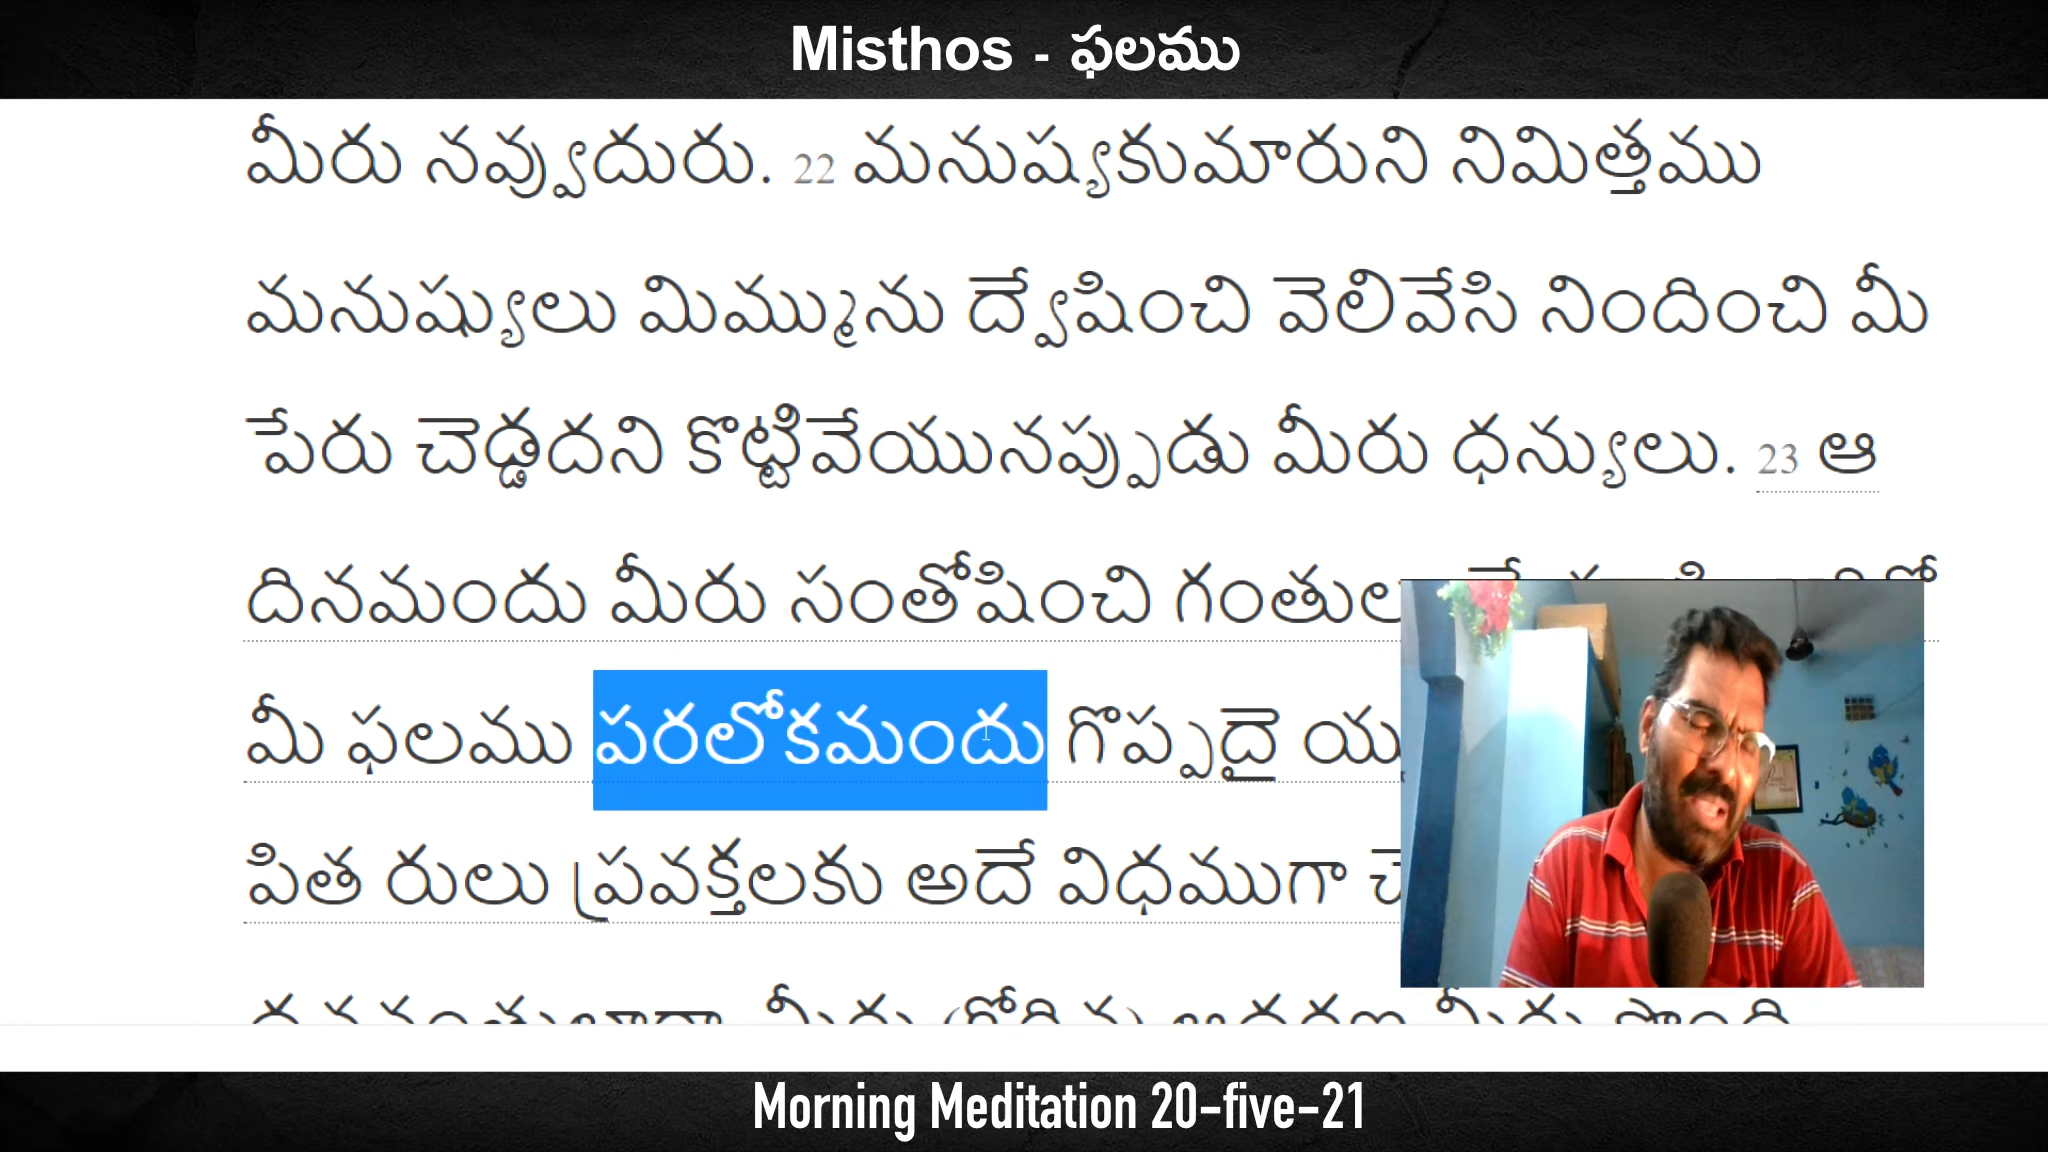 Misthos - ఫలము
మీరు నవ్వుదురు. 22 మనుష్యకుమారుని నిమిత్తము
మనుష్యులు మిమ్మును ద్వేషించి వెలివేసి నిందించి మీ
పేరు చెడ్డదని కొట్టివేయునప్పుడు మీరు ధన్యులు. 23 ఆ
దినమందు మీరు సంతోషించి
మీ ఫలము పరలోకమందు గొప్పదై
పిత రులు ప్రవక్తలకు అదే విధముగా
Morning Meditation 20-five-21